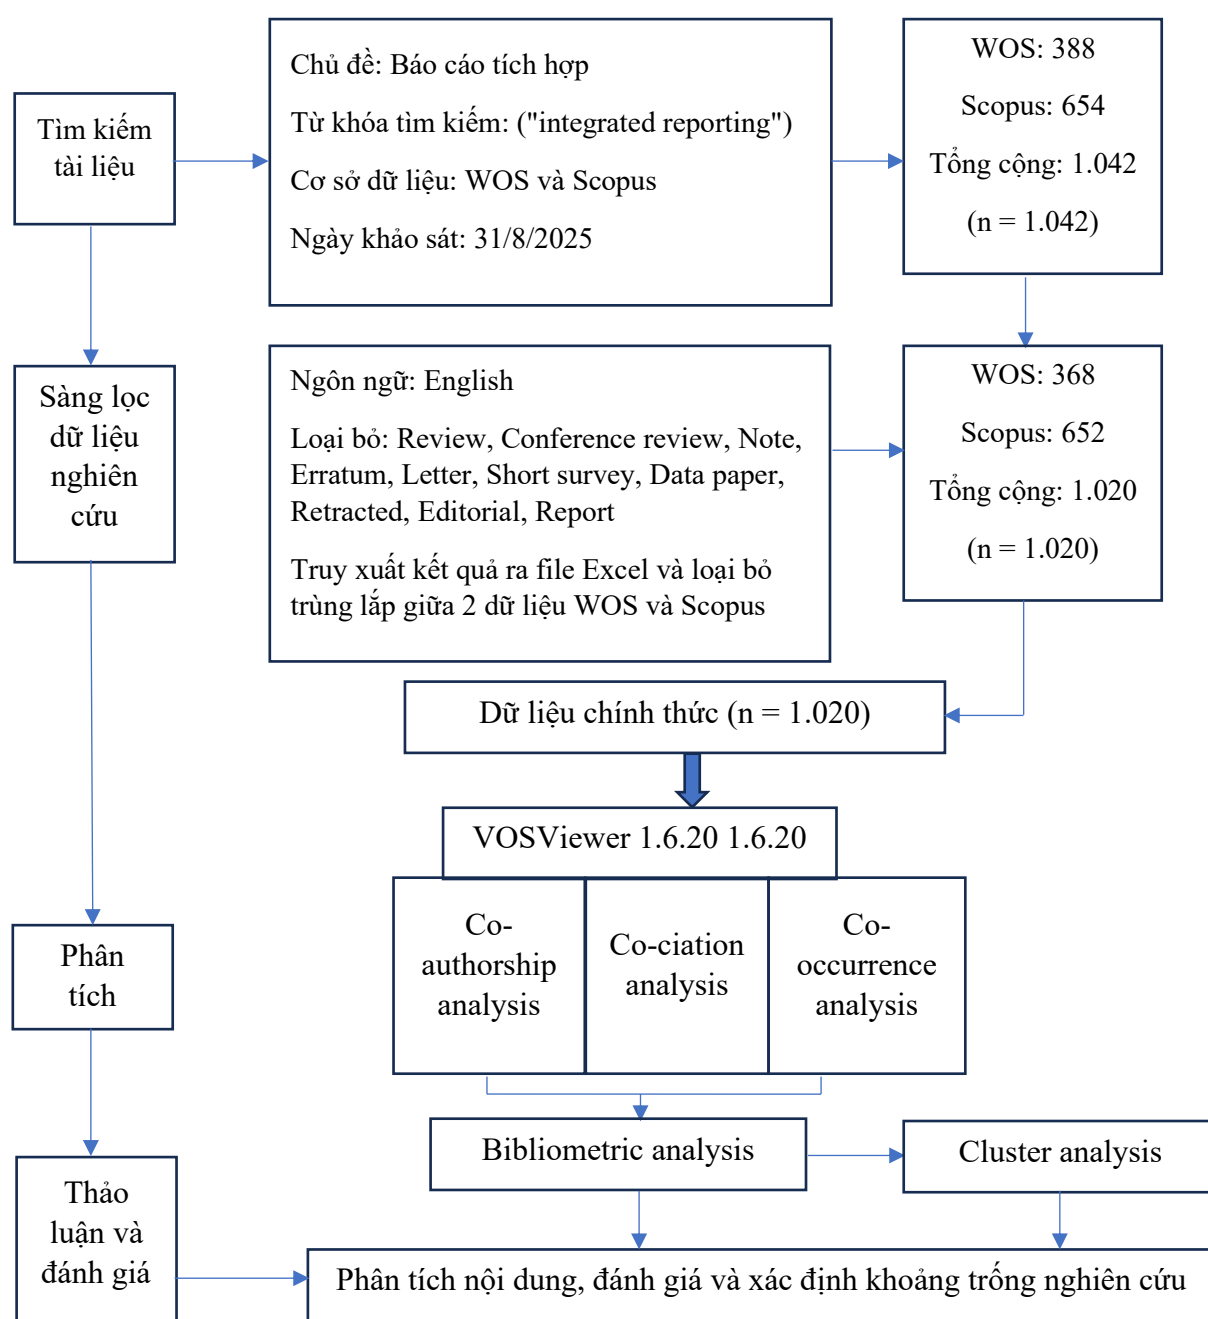 Tìm kiếm
tài liệu
Chủ đề: Báo cáo tích hợp
Từ khóa tìm kiếm: ("integrated reporting")
Cơ sở dữ liệu: WOS và Scopus
Ngày khảo sát: 31/8/2025
WOS: 388
Scopus: 654
Tổng cộng: 1.042
(n = 1.042)
Sàng lọc
dữ liệu
nghiên
cứu
Ngôn ngữ: English
Loại bỏ: Review, Conference review, Note,
Erratum, Letter, Short survey, Data paper,
Retracted, Editorial, Report
Truy xuất kết quả ra file Excel và loại bỏ
trùng lắp giữa 2 dữ liệu WOS và Scopus
WOS: 368
Scopus: 652
Tổng cộng: 1.020
(n = 1.020)
Dữ liệu chính thức (n = 1.020)
VOSViewer 1.6.20 1.6.20
Phân
tích
Co-
authorship
analysis
Co-ciation
analysis
Co-
occurrence
analysis
Bibliometric analysis
Cluster analysis
Thảo
luận và
đánh giá
Phân tích nội dung, đánh giá và xác định khoảng trống nghiên cứu